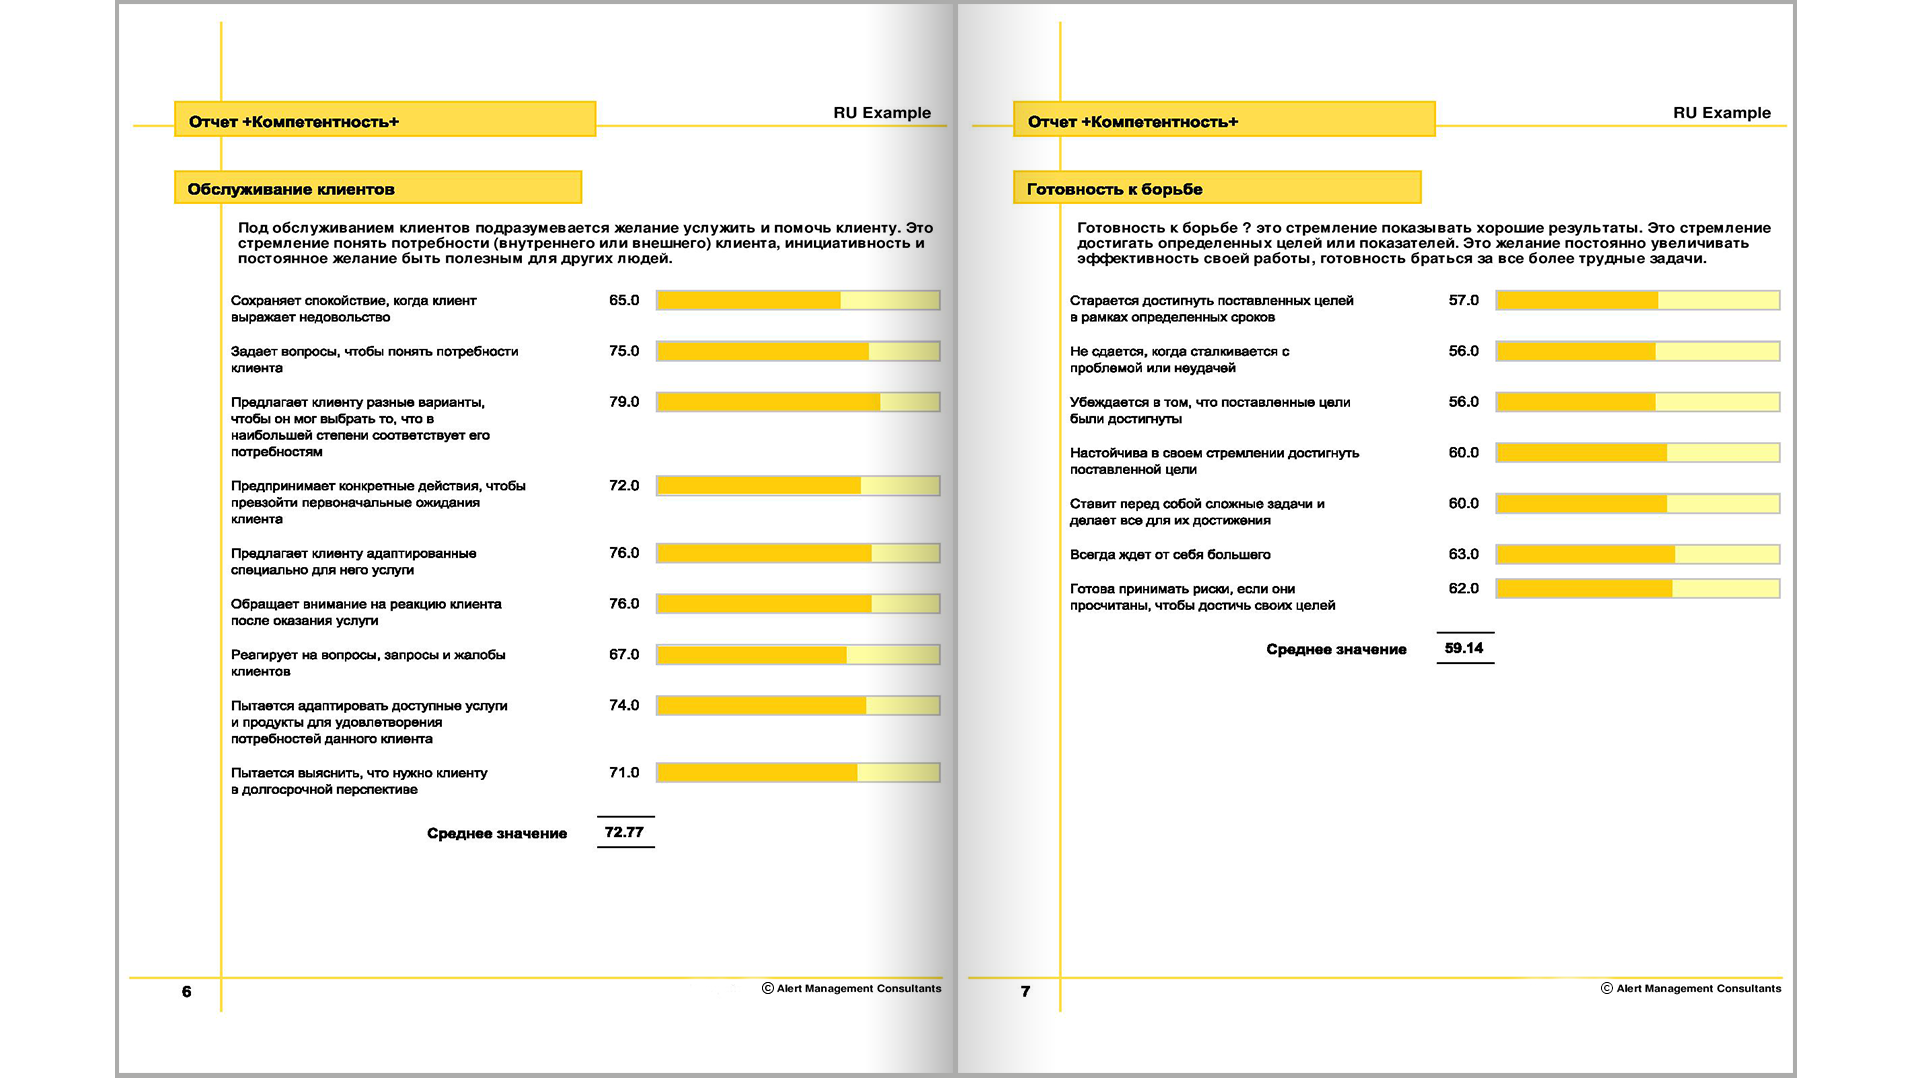 Отчет +Компетентность+
RU Example
Обслуживание клиентов
Под обслуживанием клиентов подразумевается желание услужить и помочь клиенту. Это
стремление понять потребности (внутреннего или внешнего) клиента, инициативность и
постоянное желание быть полезным для других людей.
Сохраняет спокойствие, когда клиент 65.0
выражает недовольство
Задает вопросы, чтобы понять потребности 75.0
клиента
Предлагает клиенту разные варианты, 79.0
чтобы он мог выбрать то, что в
наибольшей степени соответствует его
потребностям
Предпринимает конкретные действия, чтобы 72.0
превзойти первоначальные ожидания
клиента
Предлагает клиенту адаптированные 76.0
специально для него услуги
Обращает внимание на реакцию клиента 76.0
после оказания услуги
Реагирует на вопросы, запросы и жалобы 67.0
клиентов
Пытается адаптировать доступные услуги 74.0
и продукты для удовлетворения
потребностей данного клиента
Пытается выяснить, что нужно клиенту 71.0
в долгосрочной перспективе
Среднее значение 72.77
6
© Alert Management Consultants
Отчет +Компетентность+
RU Example
Готовность к борьбе
Готовность к борьбе ? это стремление показывать хорошие результаты. Это стремление
достигать определенных целей или показателей. Это желание постоянно увеличивать
эффективность своей работы, готовность браться за все более трудные задачи.
Старается достигнуть поставленных целей 57.0
в рамках определенных сроков
Не сдается, когда сталкивается с 56.0
проблемой или неудачей
Убеждается в том, что поставленные цели 56.0
были достигнуты
Настойчива в своем стремлении достигнуть 60.0
поставленной цели
Ставит перед собой сложные задачи и 60.0
делает все для их достижения
Всегда ждет от себя большего 63.0
Готова принимать риски, если они 62.0
просчитаны, чтобы достичь своих целей
Среднее значение 59.14
7
© Alert Management Consultants